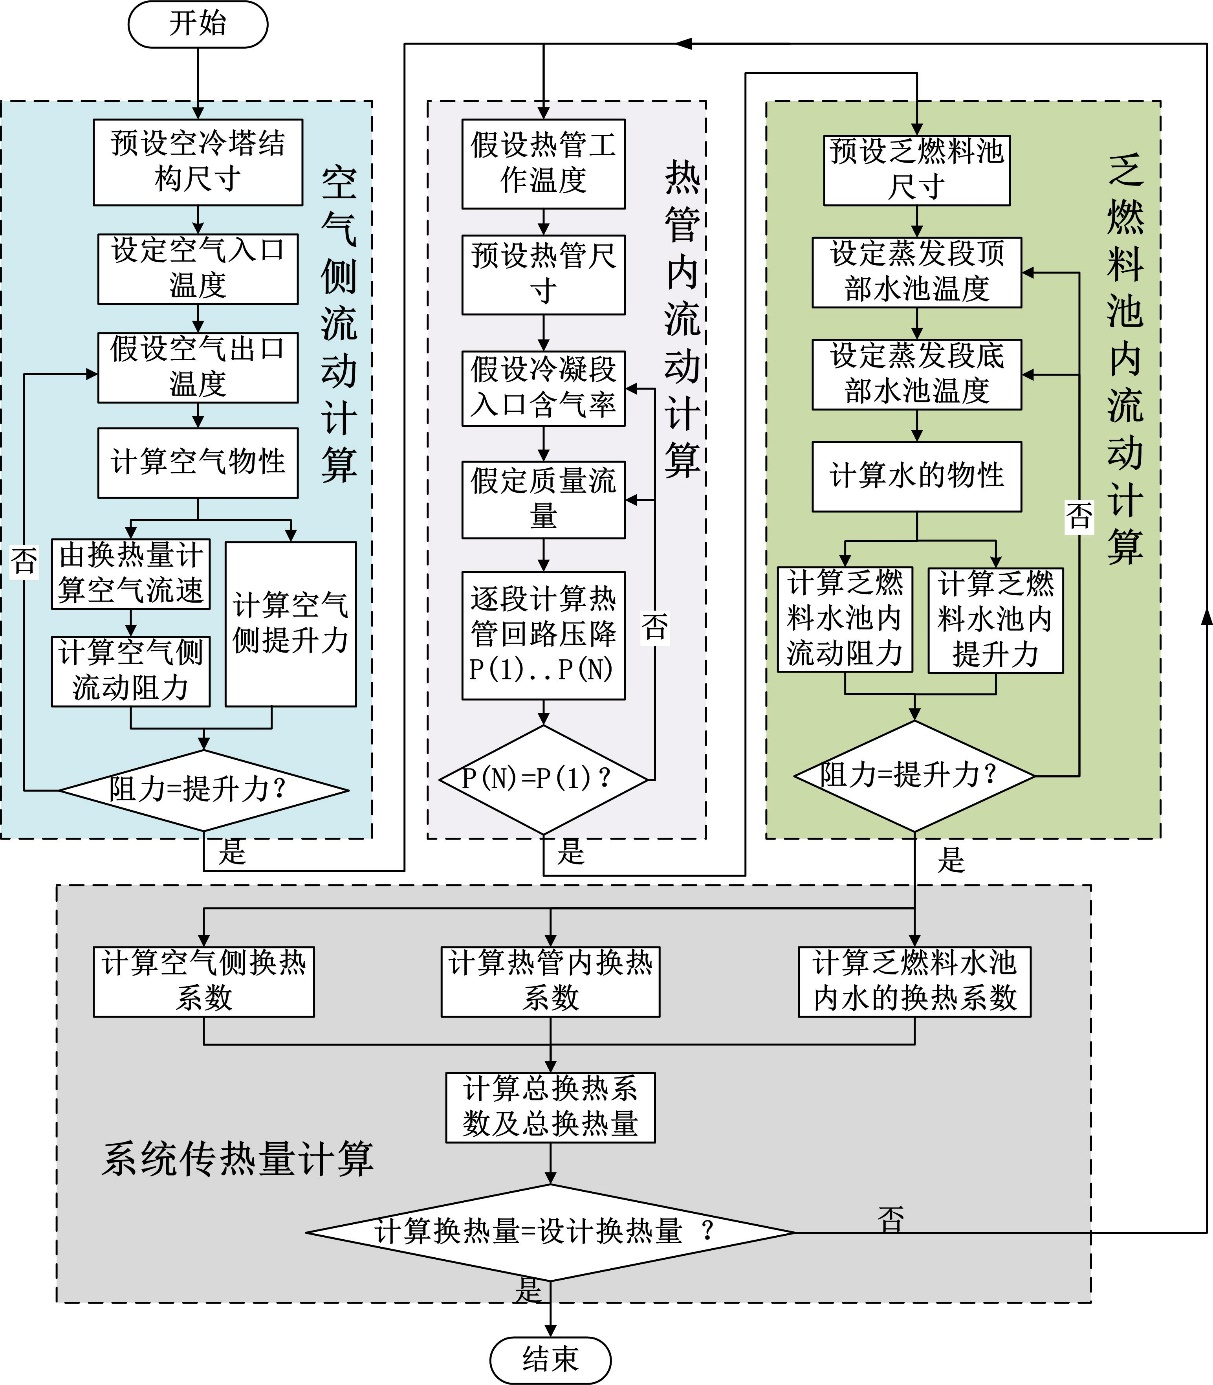 开始
预设空冷塔结
构尺寸
设定空气入口
温度
假设空气出口
温度
计算空气物性
由换热量计
算空气流速
计算空气侧
流动阻力
计算空气
侧提升力
阻力=提升力？
否
是
空气侧流动计算
假设热管工
作温度
预设热管尺
寸
假设冷凝段
入口含气率
假定质量流
量
逐段计算热
管回路压降
P(1)..P(N)
P(N)=P(1)？
否
是
热管内流动计算
预设乏燃料池
尺寸
设定蒸发段顶
部水池温度
设定蒸发段底
部水池温度
计算水的物性
计算乏燃
料水池内
流动阻力
计算乏燃
料水池内
提升力
阻力=提升力？
否
是
乏燃料池内流动计算
计算空气侧换热
系数
计算热管内换热
系数
计算乏燃料水池
内水的换热系数
计算总换热系
数及总换热量
系统传热量计算
计算换热量=设计换热量 ？
否
是
结束